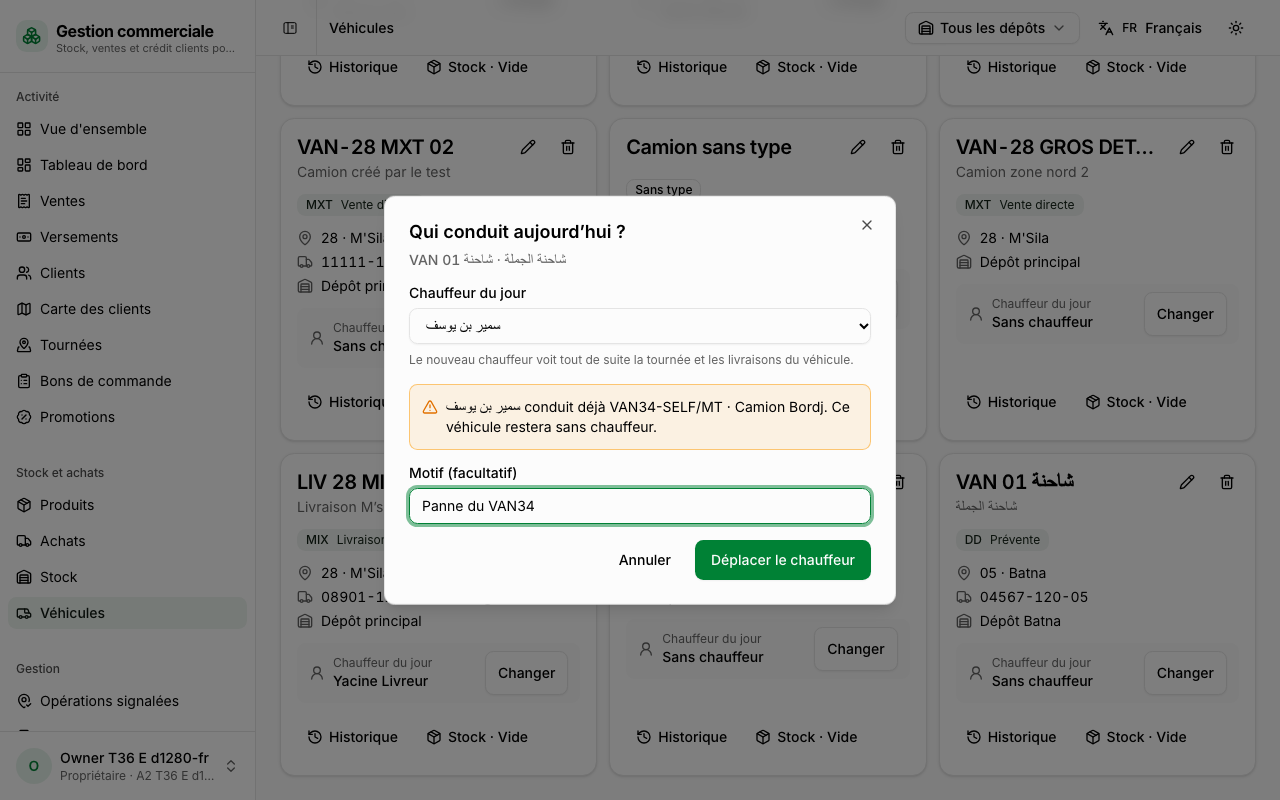 Gestion commerciale
Stock, ventes et crédit clients po...
Activité
Vue d'ensemble
Tableau de bord
Ventes
Versements
Clients
Carte des clients
Tournées
Bons de commande
Promotions
Stock et achats
Produits
Achats
Stock
Véhicules
Gestion
Opérations signalées
O
Owner T36 E d1280-fr
Propriétaire · A2 T36 E d1...
Véhicules
Tous les dépôts
FR Français
Historique Stock · Vide
Historique Stock · Vide
Historique Stock · Vide
VAN-28 MXT 02
Camion créé par le test
MXT
28 · M'Sila
Camion sans type
Sans type
VAN-28 GROS DET...
Camion zone nord 2
MXT Vente directe
28 · M'Sila
Dépôt principal
Chauffeur du jour
Sans chauffeur
Changer
Stock · Vide
Historique Stock · Vide
Qui conduit aujourd'hui ?
VAN 01 شاحنة · شاحنة الجملة
Chauffeur du jour
سمير بن يوسف
Le nouveau chauffeur voit tout de suite la tournée et les livraisons du véhicule.
سمير بن يوسف conduit déjà VAN34-SELF/MT · Camion Bordj. Ce
véhicule restera sans chauffeur.
Motif (facultatif)
Panne du VAN34
Annuler
Déplacer le chauffeur
LIV 28
MIX
Dépôt principal
Chauffeur du jour
Yacine Livreur
Changer
Historique Stock · Vide
Chauffeur du jour
Sans chauffeur
Changer
Historique Stock · Vide
VAN 01 شاحنة
شاحنة الجملة
DD Prévente
05 · Batna
04567-120-05
Dépôt Batna
Chauffeur du jour
Sans chauffeur
Changer
Historique Stock · Vide